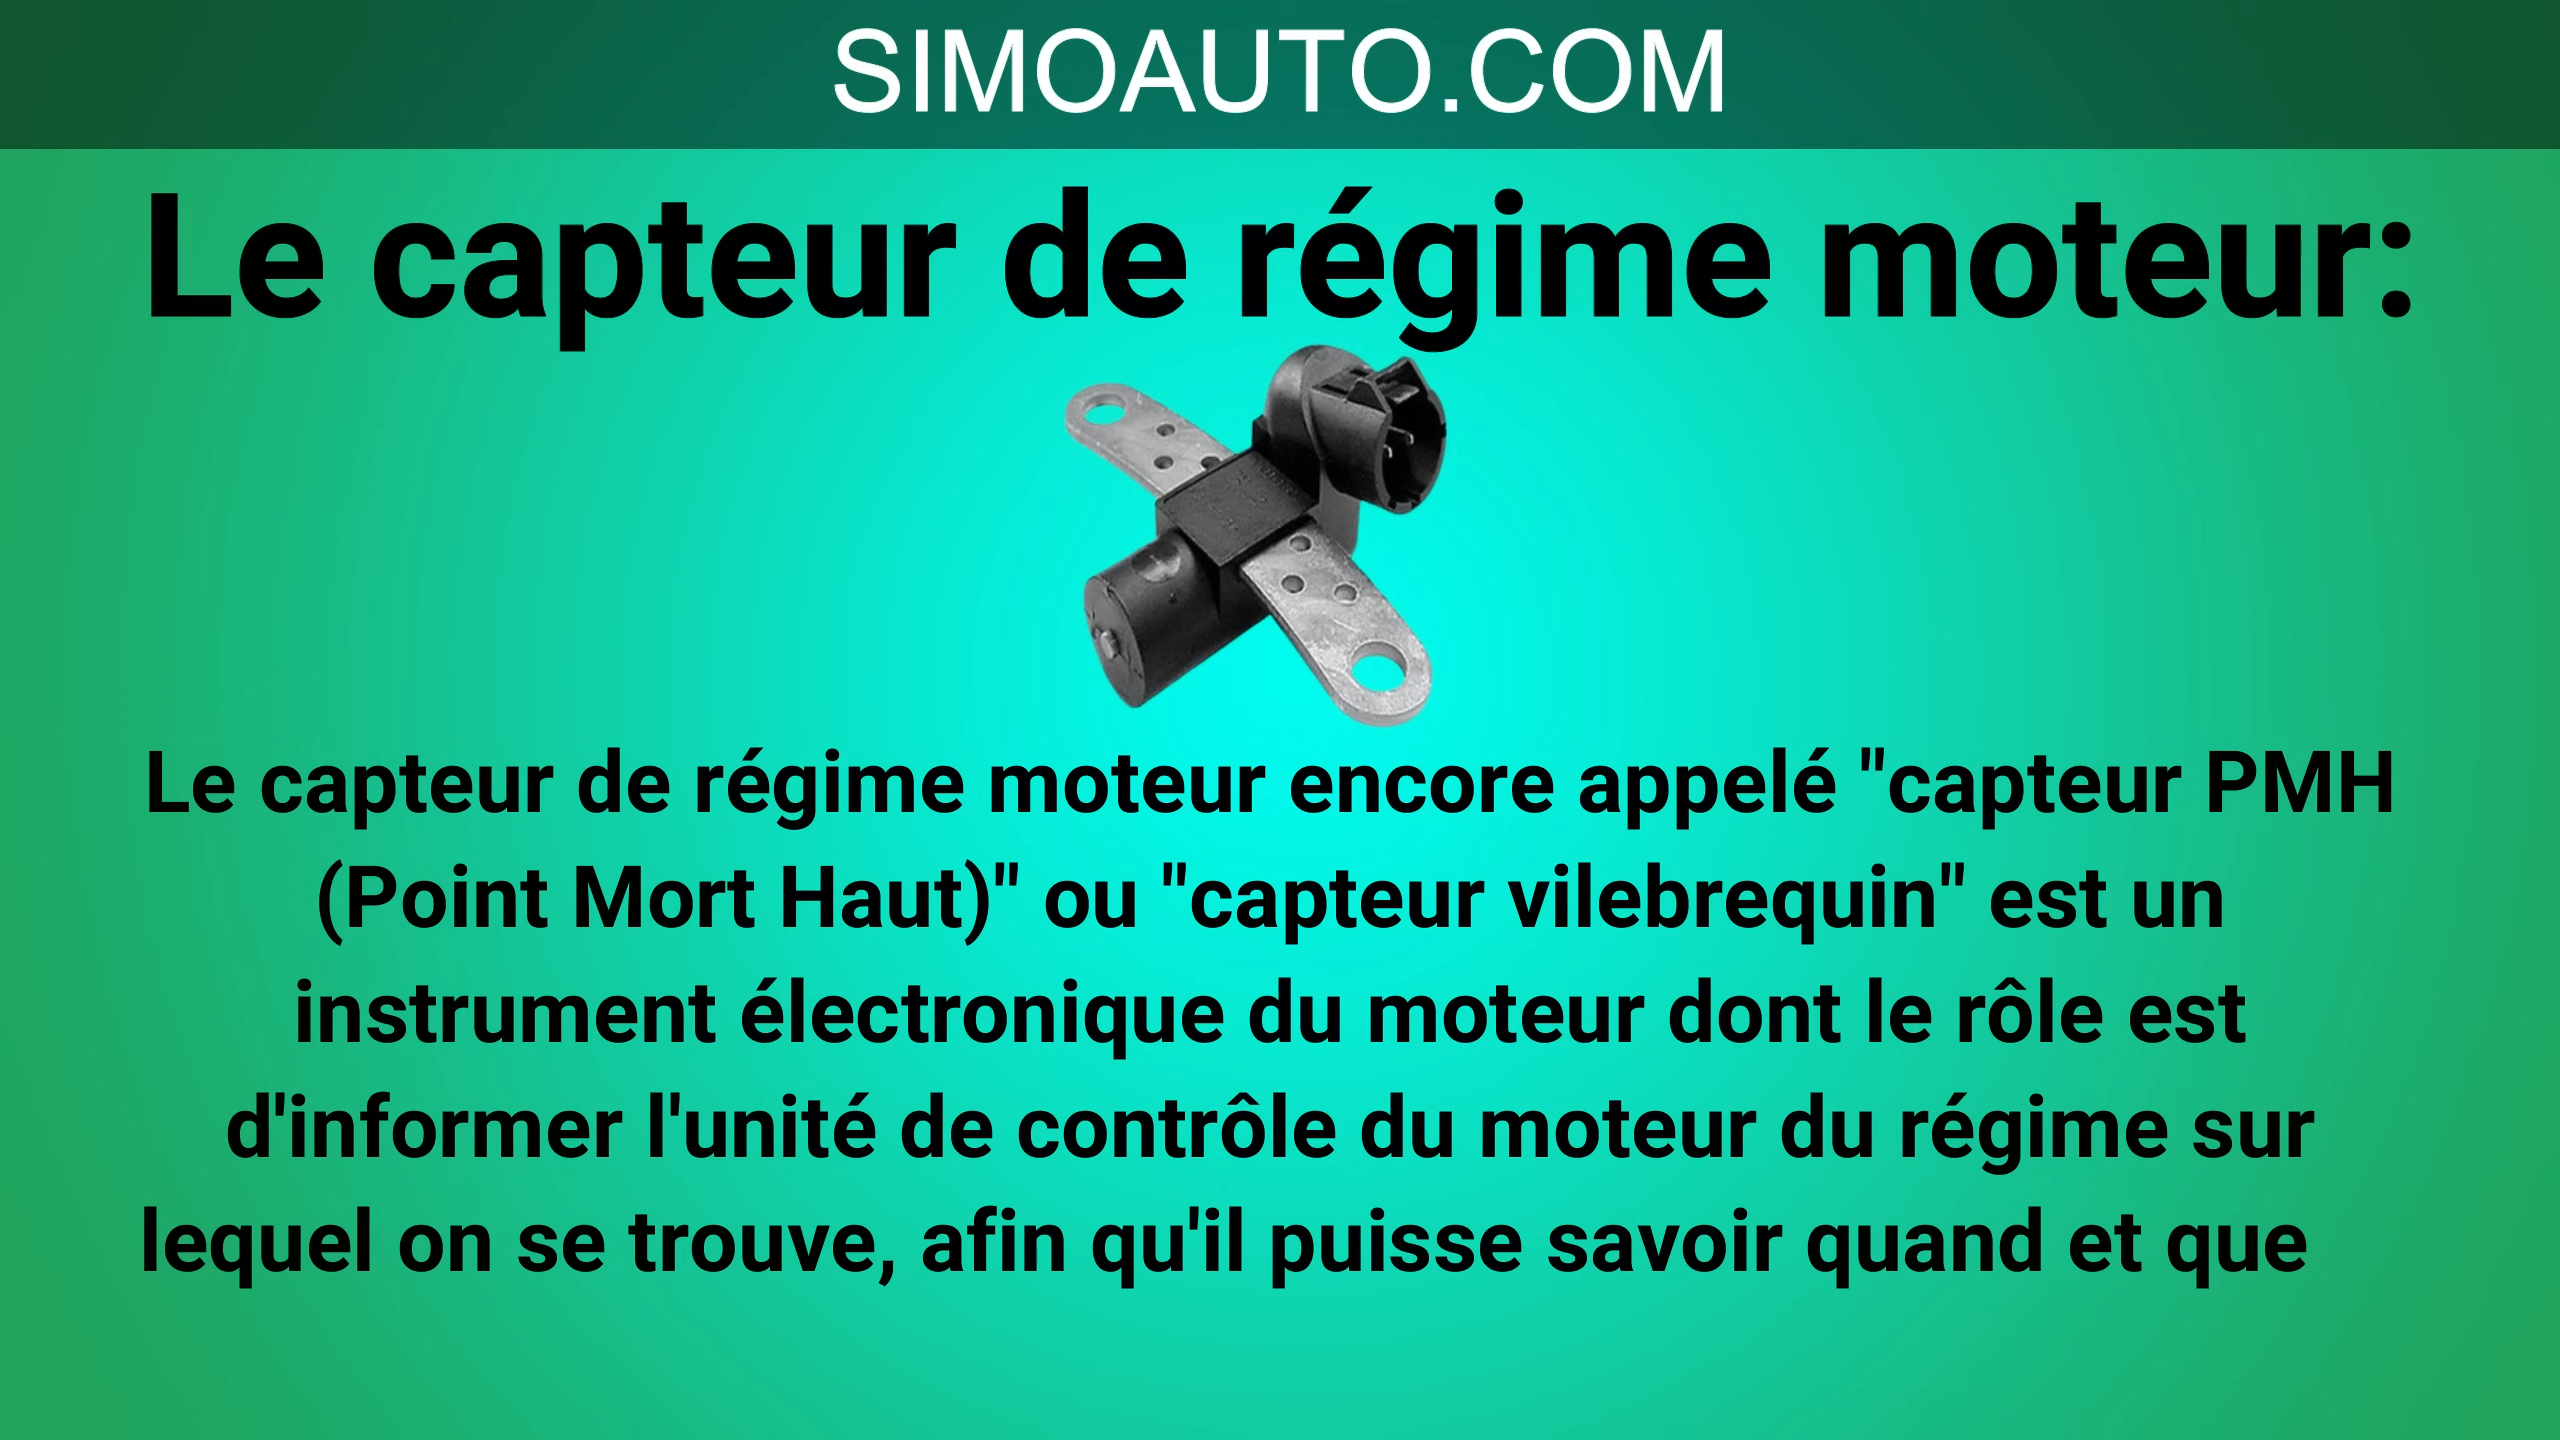 SIMOAUTO.COM
Le capteur de régime moteur:
Le capteur de régime moteur encore appelé "capteur PMH
(Point Mort Haut)" ou "capteur vilebrequin" est un
instrument électronique du moteur dont le rôle est
d'informer l'unité de contrôle du moteur du régime sur
lequel on se trouve, afin qu'il puisse savoir quand et que